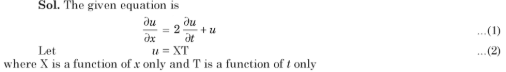 Sol. The given equation is
∂u/∂x = 2 ∂u/∂t + u ...(1)
Let u = XT ...(2)
where X is a function of x only and T is a function of t only